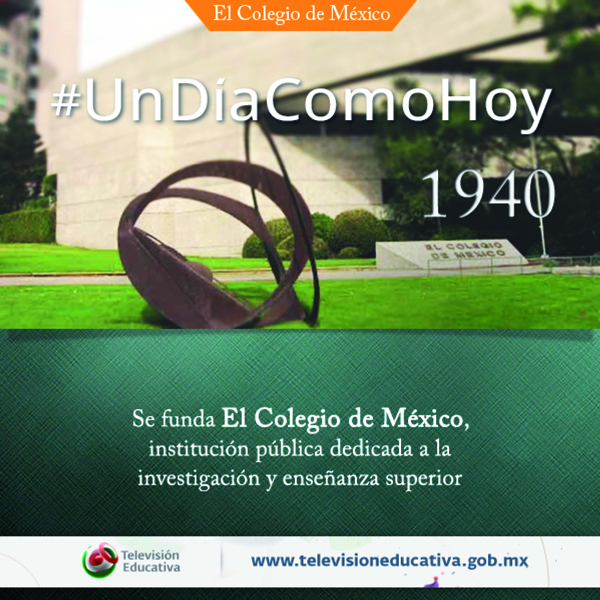 El Colegio de México
#UnDíaComoHoy
1940
EL COLEGIO
DE MEXICO
Se funda El Colegio de México,
institución pública dedicada a la
investigación y enseñanza superior
Televisión
Educativa
www.televisioneducativa.gob.mx